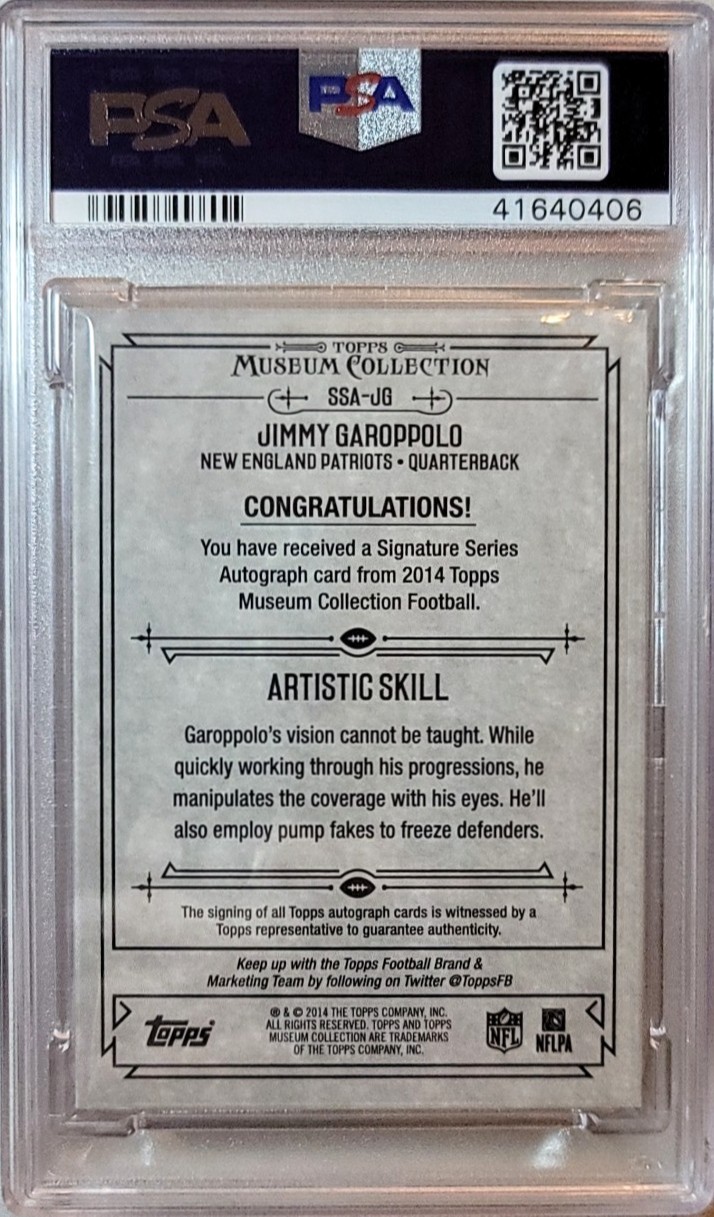 PSA
PSA
41640406
TOPPS
MUSEUM COLLECTION
SSA-JG
JIMMY GAROPPOLO
NEW ENGLAND PATRIOTS • QUARTERBACK
CONGRATULATIONS!
You have received a Signature Series
Autograph card from 2014 Topps
Museum Collection Football.
ARTISTIC SKILL
Garoppolo's vision cannot be taught. While
quickly working through his progressions, he
manipulates the coverage with his eyes. He'll
also employ pump fakes to freeze defenders.
The signing of all Topps autograph cards is witnessed by a
Topps representative to guarantee authenticity.
Keep up with the Topps Football Brand &
Marketing Team by following on Twitter @ToppsFB
topps
® & © 2014 THE TOPPS COMPANY, INC.
ALL RIGHTS RESERVED. TOPPS AND TOPPS
MUSEUM COLLECTION ARE TRADEMARKS
OF THE TOPPS COMPANY, INC.
NFL
NFLPA